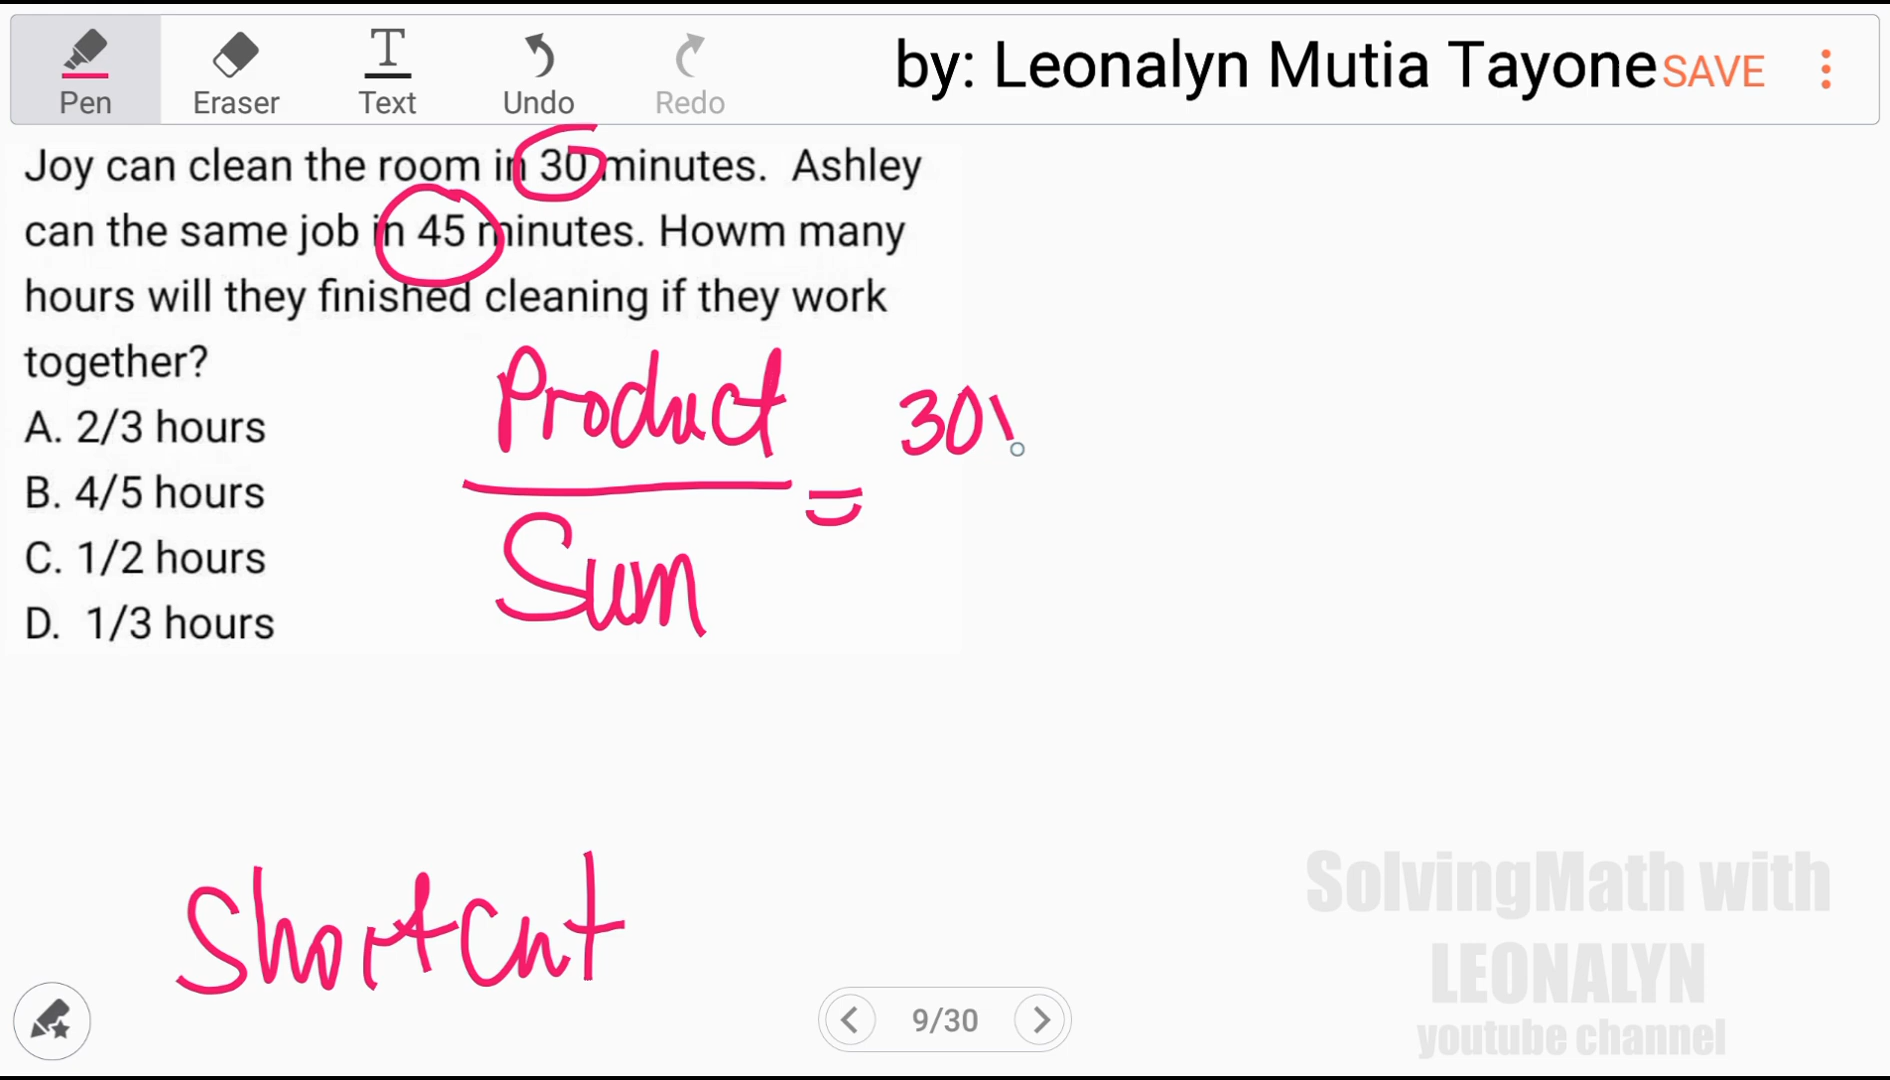 Pen
Eraser
T
Text
Undo
Redo
by: Leonalyn Mutia Tayone
SAVE
Joy can clean the room in 30 minutes. Ashley
can the same job in 45 minutes. Howm many
hours will they finished cleaning if they work
together?
A. 2/3 hours
B. 4/5 hours
C. 1/2 hours
D. 1/3 hours
Product
Sum
=
30
Shortcut
9/30
SolvingMath with
LEONALYN
youtube channel